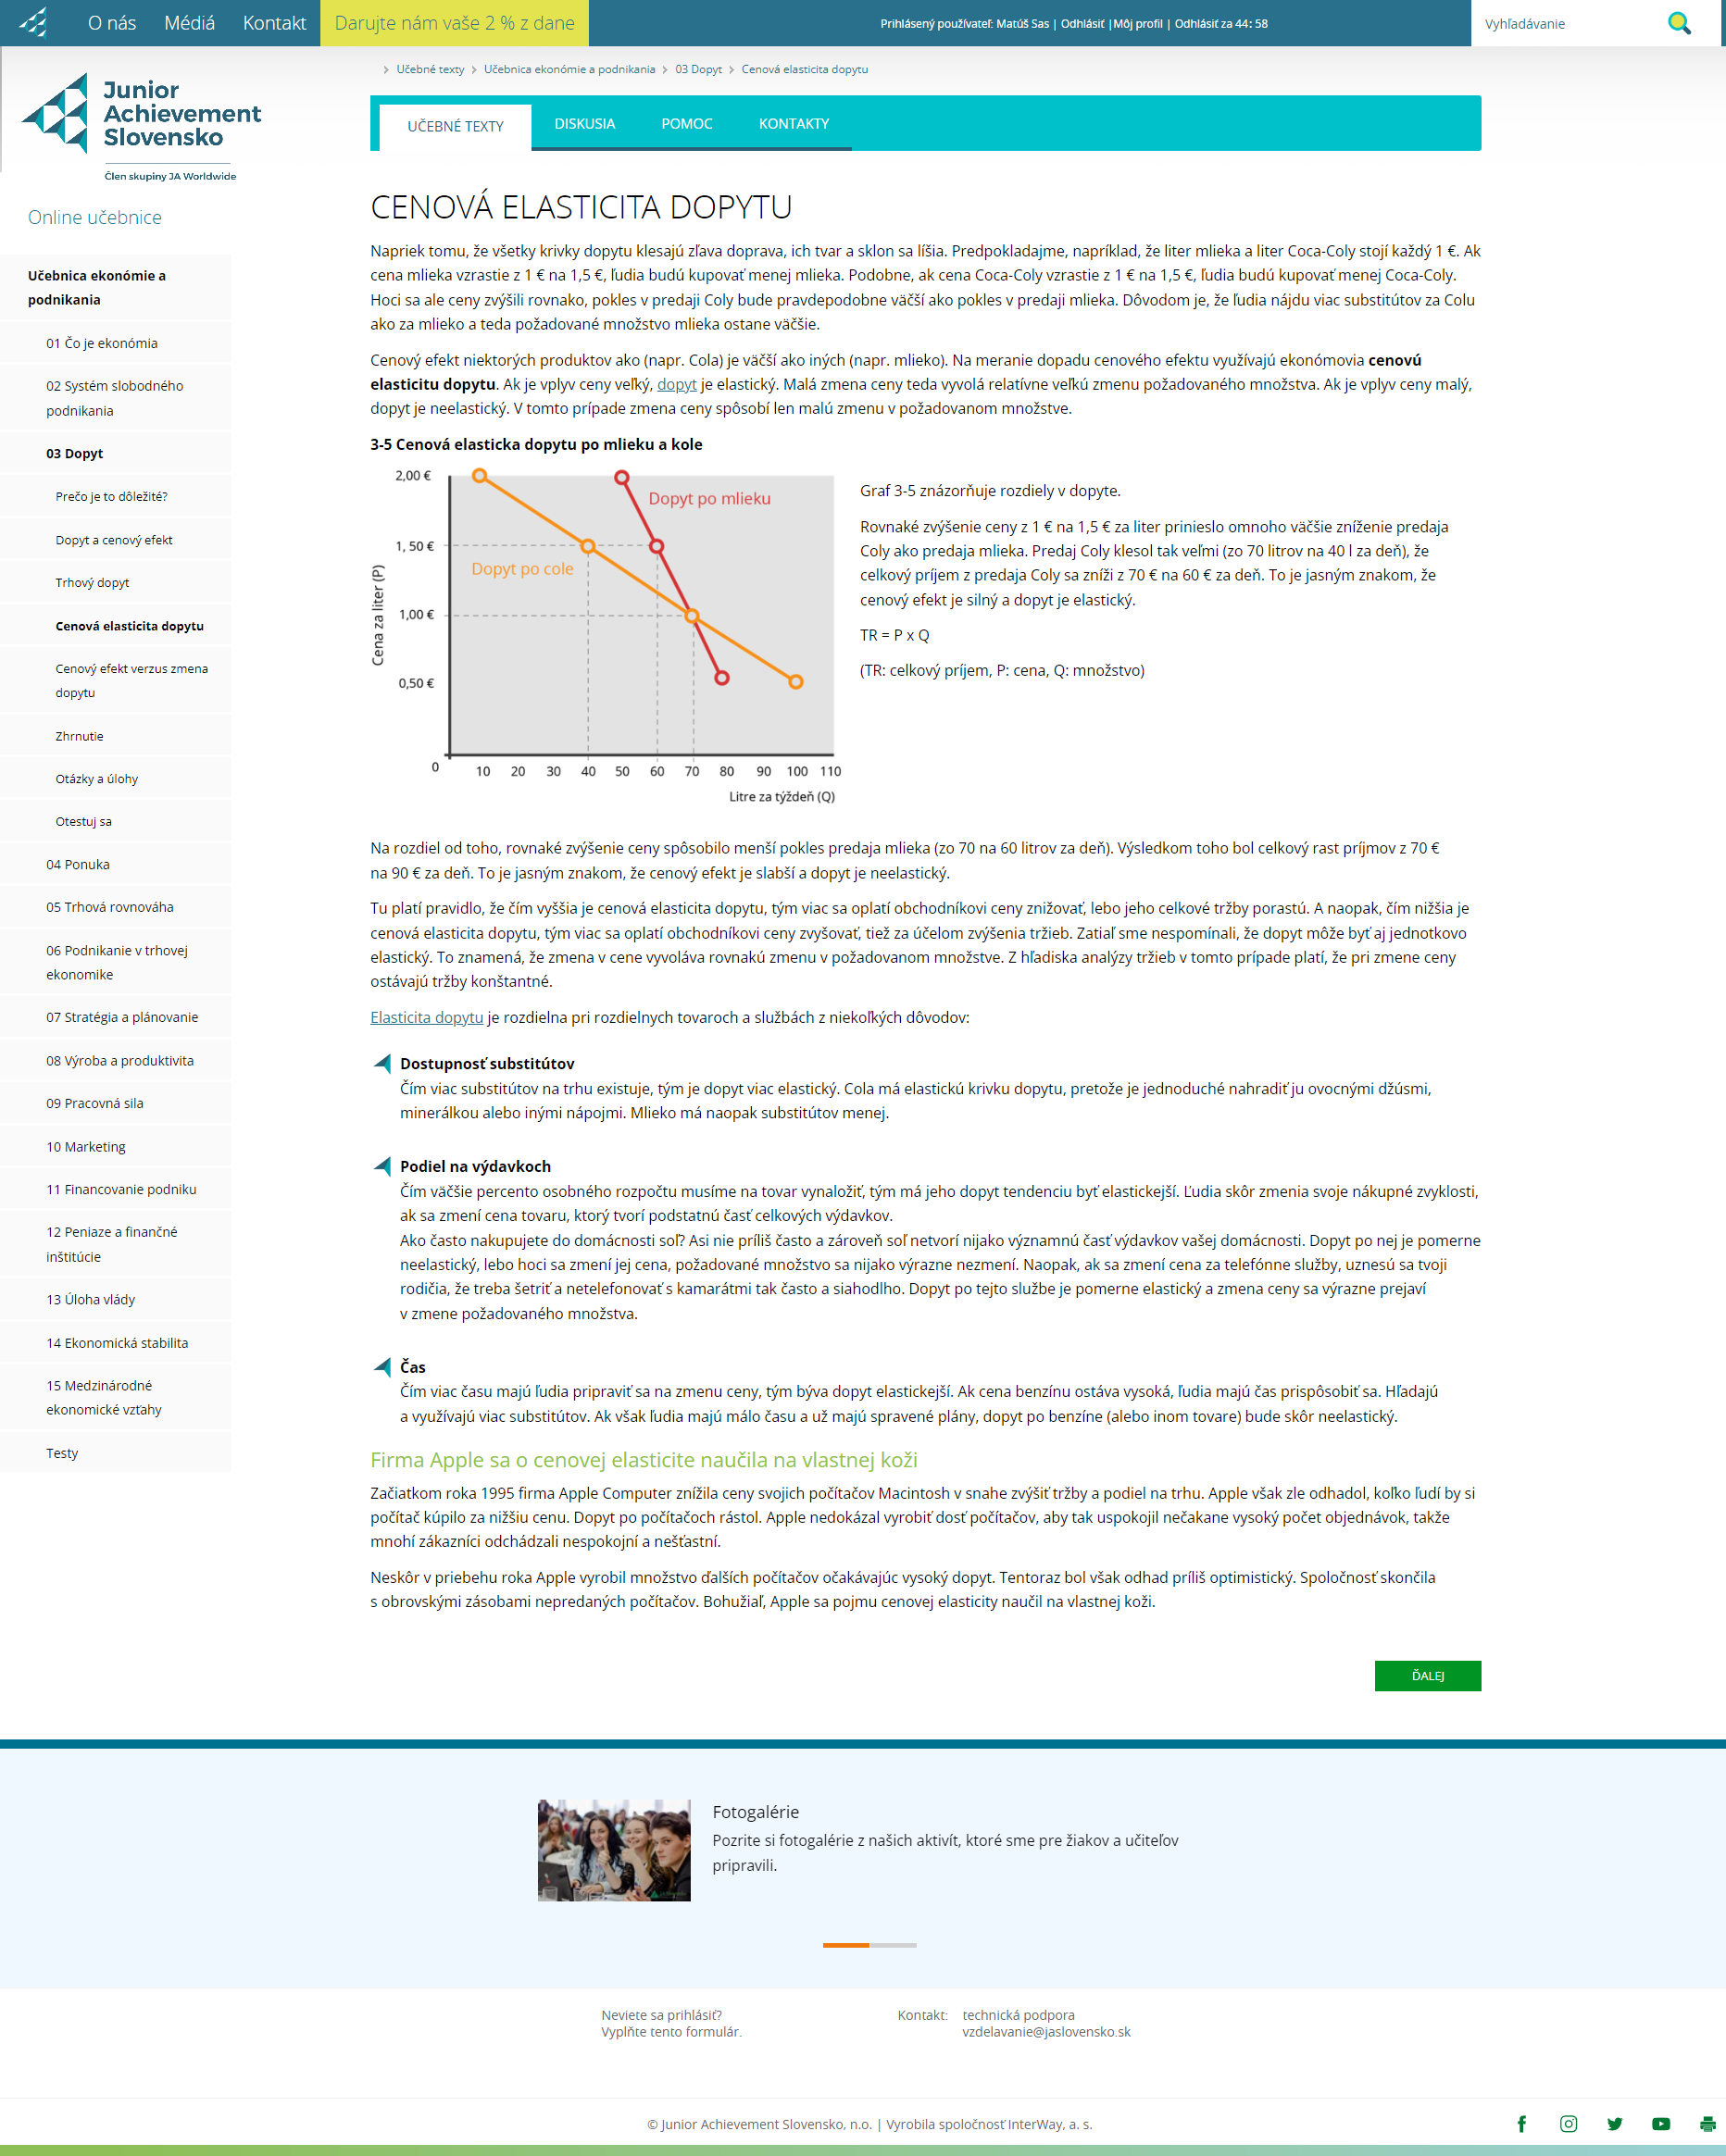 O nás Médiá Kontakt Darujte nám vaše 2 % z dane
Prihlásený používateľ: Matúš Sas | Odhlásiť |Môj profil | Odhlásiť za 44: 58
Vyhľadávanie
Junior
Achievement
Slovensko
Člen skupiny JA Worldwide
Učebné texty Učebnica ekonómie a podnikania 03 Dopyt Cenová elasticita dopytu
UČEBNÉ TEXTY DISKUSIA POMOC KONTAKTY
Online učebnice
Učebnica ekonómie a
podnikania
01 Čo je ekonómia
02 Systém slobodného
podnikania
03 Dopyt
Prečo je to dôležité?
Dopyt a cenový efekt
Trhový dopyt
Cenová elasticita dopytu
Cenový efekt verzus zmena
dopytu
Zhrnutie
Otázky a úlohy
Otestuj sa
04 Ponuka
05 Trhová rovnováha
06 Podnikanie v trhovej
ekonomike
07 Stratégia a plánovanie
08 Výroba a produktivita
09 Pracovná sila
10 Marketing
11 Financovanie podniku
12 Peniaze a finančné
inštitúcie
13 Úloha vlády
14 Ekonomická stabilita
15 Medzinárodné
ekonomické vzťahy
Testy
CENOVÁ ELASTICITA DOPYTU
Napriek tomu, že všetky krivky dopytu klesajú zľava doprava, ich tvar a sklon sa líšia. Predpokladajme, napríklad, že liter mlieka a liter Coca-Coly stojí každý 1 €. Ak
cena mlieka vzrastie z 1 € na 1,5 €, ľudia budú kupovať menej mlieka. Podobne, ak cena Coca-Coly vzrastie z 1 € na 1,5 €, ľudia budú kupovať menej Coca-Coly.
Hoci sa ale ceny zvýšili rovnako, pokles v predaji Coly bude pravdepodobne väčší ako pokles v predaji mlieka. Dôvodom je, že ľudia nájdu viac substitútov za Colu
ako za mlieko a teda požadované množstvo mlieka ostane väčšie.
Cenový efekt niektorých produktov ako (napr. Cola) je väčší ako iných (napr. mlieko). Na meranie dopadu cenového efektu využívajú ekonómovia cenovú
elasticitu dopytu. Ak je vplyv ceny veľký, dopyt je elastický. Malá zmena ceny teda vyvolá relatívne veľkú zmenu požadovaného množstva. Ak je vplyv ceny malý,
dopyt je neelastický. V tomto prípade zmena ceny spôsobí len malú zmenu v požadovanom množstve.
3-5 Cenová elasticka dopytu po mlieku a kole
2,00 €
1, 50 €
1,00 €
0,50 €
0
Cena za liter (P)
Dopyt po mlieku
Dopyt po cole
10 20 30 40 50 60 70 80 90 100 110
Litre za týždeň (Q)
Graf 3-5 znázorňuje rozdiely v dopyte.
Rovnaké zvýšenie ceny z 1 € na 1,5 € za liter prinieslo omnoho väčšie zníženie predaja
Coly ako predaja mlieka. Predaj Coly klesol tak veľmi (zo 70 litrov na 40 l za deň), že
celkový príjem z predaja Coly sa zníži z 70 € na 60 € za deň. To je jasným znakom, že
cenový efekt je silný a dopyt je elastický.
TR = P x Q
(TR: celkový príjem, P: cena, Q: množstvo)
Na rozdiel od toho, rovnaké zvýšenie ceny spôsobilo menší pokles predaja mlieka (zo 70 na 60 litrov za deň). Výsledkom toho bol celkový rast príjmov z 70 €
na 90 € za deň. To je jasným znakom, že cenový efekt je slabší a dopyt je neelastický.
Tu platí pravidlo, že čím vyššia je cenová elasticita dopytu, tým viac sa oplatí obchodníkovi ceny znižovať, lebo jeho celkové tržby porastú. A naopak, čím nižšia je
cenová elasticita dopytu, tým viac sa oplatí obchodníkovi ceny zvyšovať, tiež za účelom zvýšenia tržieb. Zatiaľ sme nespomínali, že dopyt môže byť aj jednotkovo
elastický. To znamená, že zmena v cene vyvoláva rovnakú zmenu v požadovanom množstve. Z hľadiska analýzy tržieb v tomto prípade platí, že pri zmene ceny
ostávajú tržby konštantné.
Elasticita dopytu je rozdielna pri rozdielnych tovaroch a službách z niekoľkých dôvodov:
Dostupnosť substitútov
Čím viac substitútov na trhu existuje, tým je dopyt viac elastický. Cola má elastickú krivku dopytu, pretože je jednoduché nahradiť ju ovocnými džúsmi,
minerálkou alebo inými nápojmi. Mlieko má naopak substitútov menej.
Podiel na výdavkoch
Čím väčšie percento osobného rozpočtu musíme na tovar vynaložiť, tým má jeho dopyt tendenciu byť elastickejší. Ľudia skôr zmenia svoje nákupné zvyklosti,
ak sa zmení cena tovaru, ktorý tvorí podstatnú časť celkových výdavkov.
Ako často nakupujete do domácnosti soľ? Asi nie príliš často a zároveň soľ netvorí nijako významnú časť výdavkov vašej domácnosti. Dopyt po nej je pomerne
neelastický, lebo hoci sa zmení jej cena, požadované množstvo sa nijako výrazne nezmení. Naopak, ak sa zmení cena za telefónne služby, uznesú sa tvoji
rodičia, že treba šetriť a netelefonovať s kamarátmi tak často a siahodlho. Dopyt po tejto službe je pomerne elastický a zmena ceny sa výrazne prejaví
v zmene požadovaného množstva.
Čas
Čím viac času majú ľudia pripraviť sa na zmenu ceny, tým býva dopyt elastickejší. Ak cena benzínu ostáva vysoká, ľudia majú čas prispôsobiť sa. Hľadajú
a využívajú viac substitútov. Ak však ľudia majú málo času a už majú spravené plány, dopyt po benzíne (alebo inom tovare) bude skôr neelastický.
Firma Apple sa o cenovej elasticite naučila na vlastnej koži
Začiatkom roka 1995 firma Apple Computer znížila ceny svojich počítačov Macintosh v snahe zvýšiť tržby a podiel na trhu. Apple však zle odhadol, koľko ľudí by si
počítač kúpilo za nižšiu cenu. Dopyt po počítačoch rástol. Apple nedokázal vyrobiť dosť počítačov, aby tak uspokojil nečakane vysoký počet objednávok, takže
mnohí zákazníci odchádzali nespokojní a nešťastní.
Neskôr v priebehu roka Apple vyrobil množstvo ďalších počítačov očakávajúc vysoký dopyt. Tentoraz bol však odhad príliš optimistický. Spoločnosť skončila
s obrovskými zásobami nepredaných počítačov. Bohužiaľ, Apple sa pojmu cenovej elasticity naučil na vlastnej koži.
ĎALEJ
Fotogalérie
Pozrite si fotogalérie z našich aktivít, ktoré sme pre žiakov a učiteľov
pripravili.
Neviete sa prihlásiť?
Vyplňte tento formulár.
Kontakt: technická podpora
vzdelavanie@jaslovensko.sk
© Junior Achievement Slovensko, n.o. | Vyrobila spoločnosť InterWay, a. s.